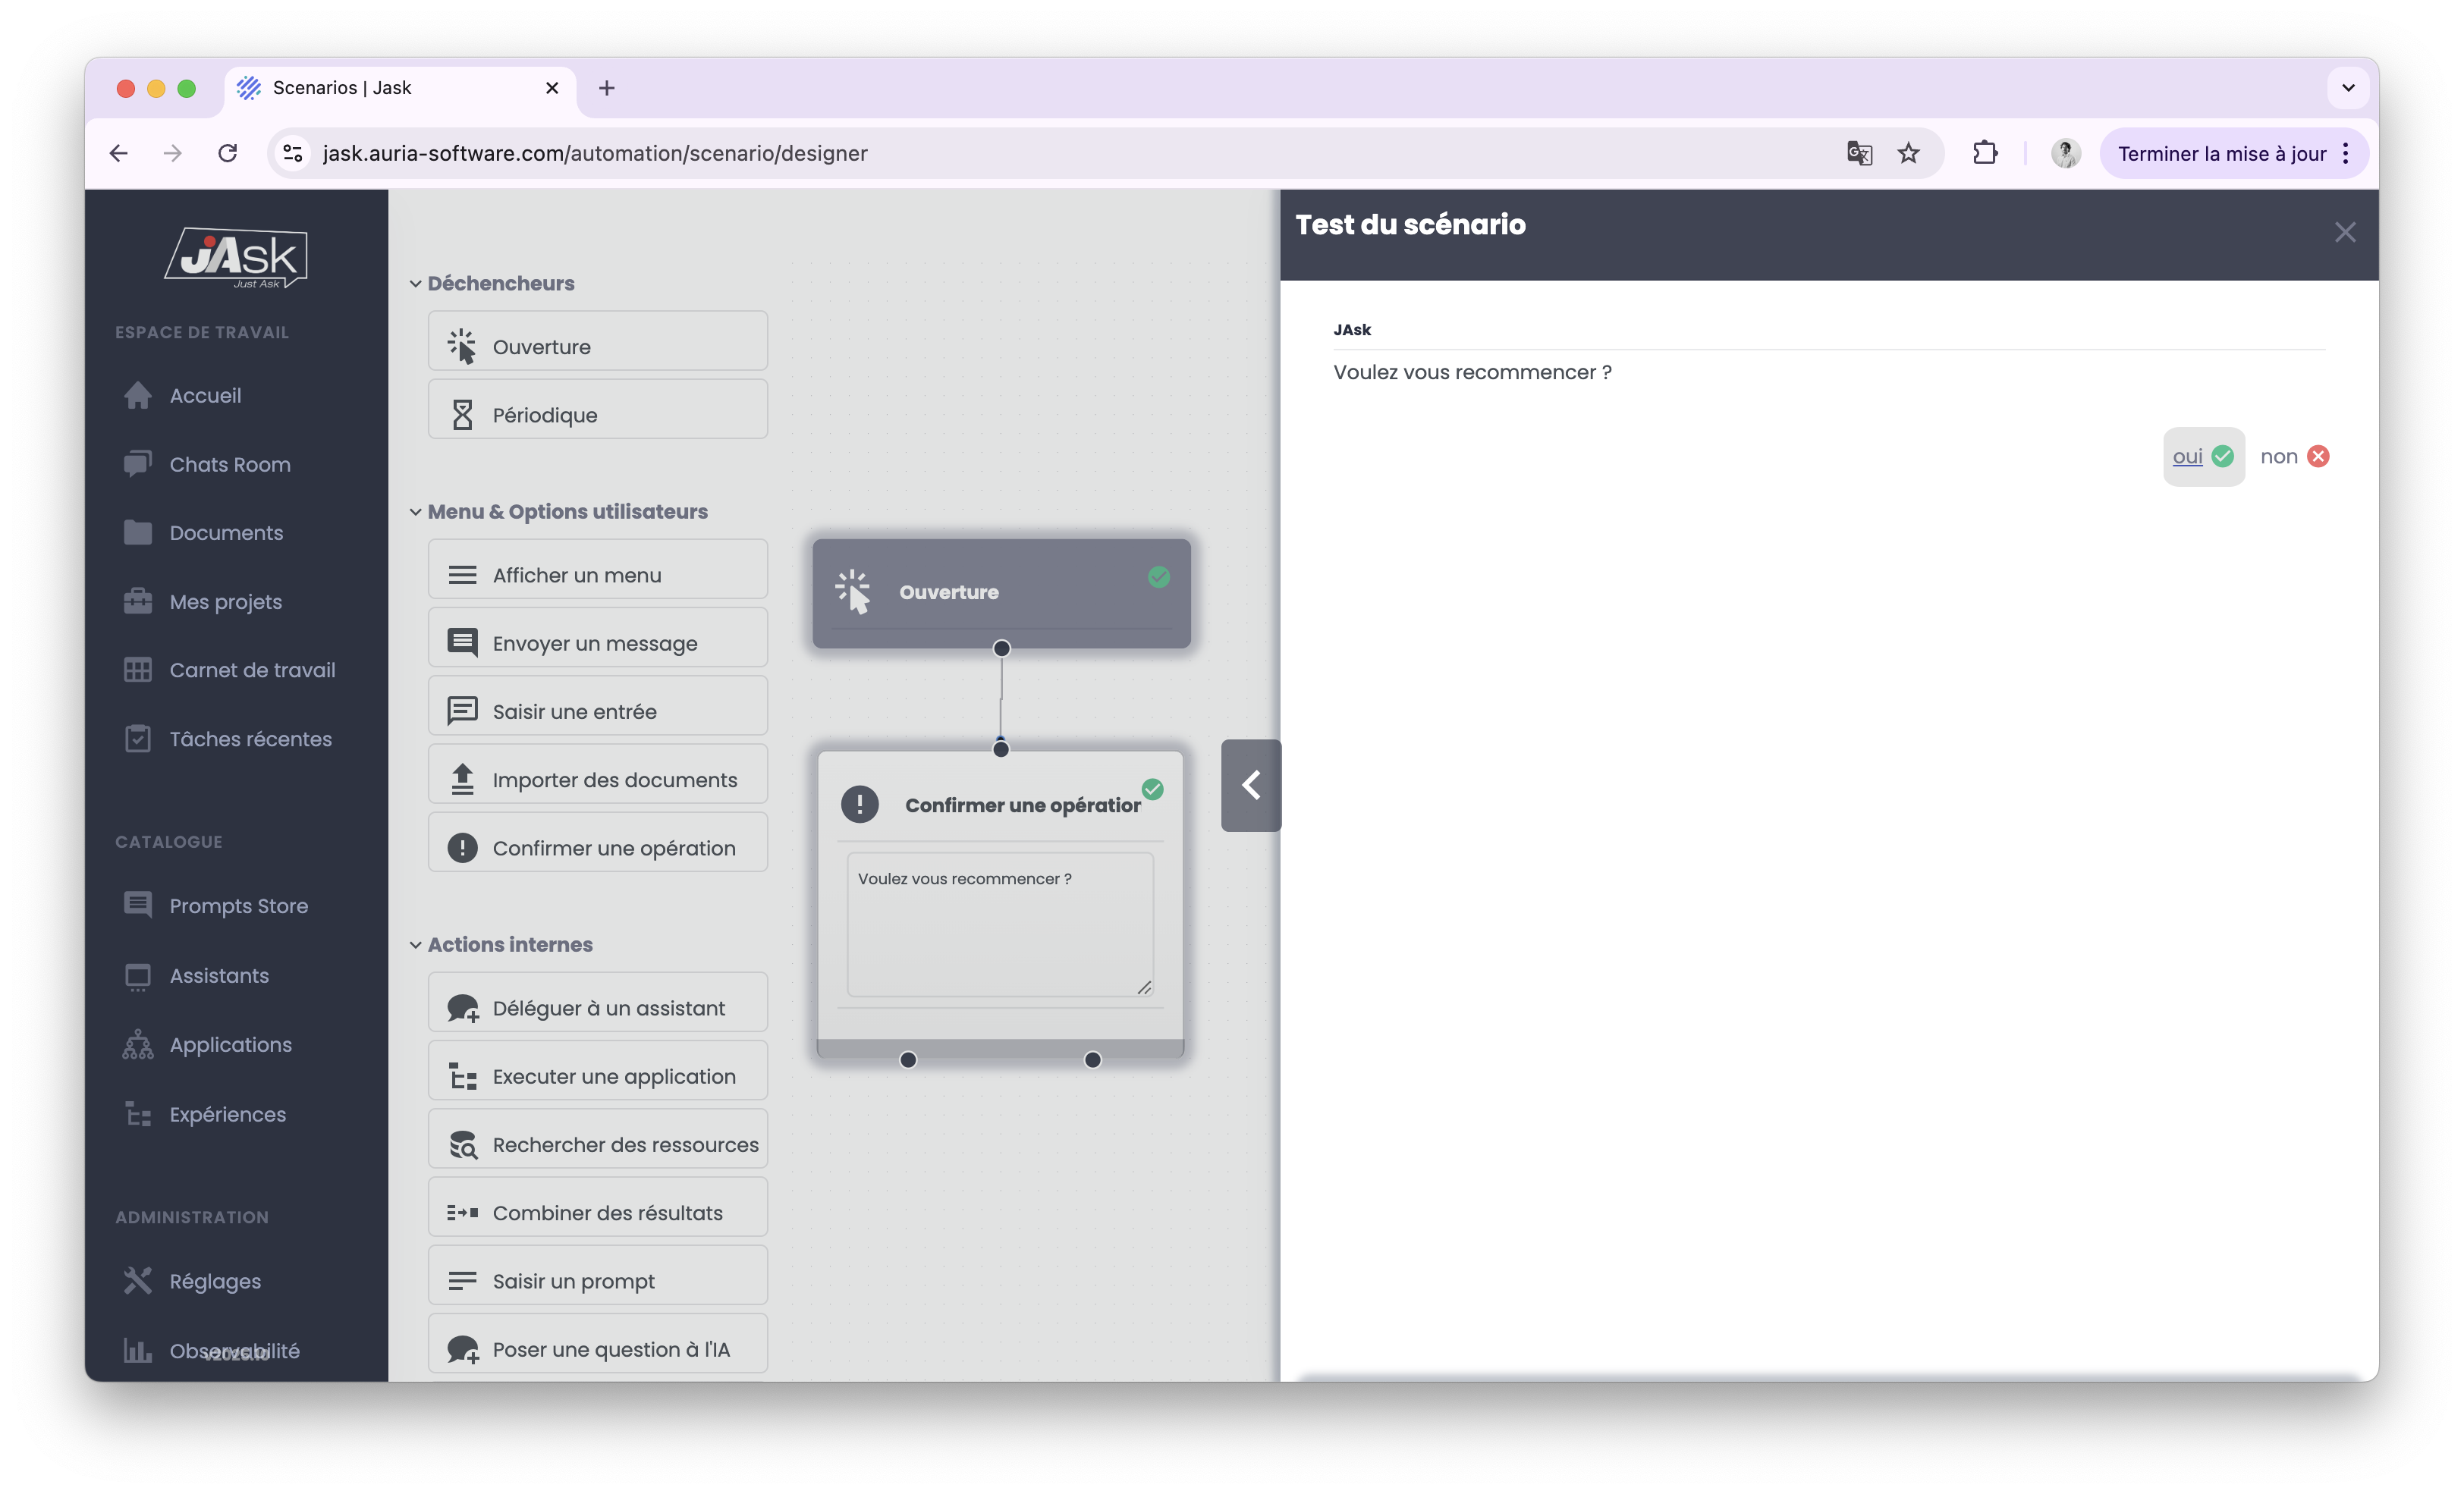 Scenarios | Jask
jask.auria-software.com/automation/scenario/designer
Terminer la mise à jour
jAsk
Just Ask
ESPACE DE TRAVAIL
Accueil
Chats Room
Documents
Mes projets
Carnet de travail
Tâches récentes
CATALOGUE
Prompts Store
Assistants
Applications
Expériences
ADMINISTRATION
Réglages
Observabilité
Déchencheurs
Ouverture
Périodique
Menu & Options utilisateurs
Afficher un menu
Envoyer un message
Saisir une entrée
Importer des documents
Confirmer une opération
Actions internes
Déléguer à un assistant
Executer une application
Rechercher des ressources
Combiner des résultats
Saisir un prompt
Poser une question à l'IA
Ouverture
Confirmer une opération
Voulez vous recommencer ?
Test du scénario
JAsk
Voulez vous recommencer ?
oui non